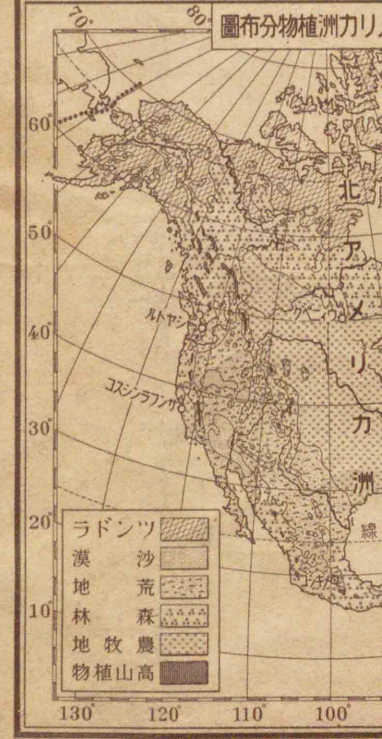 リカ洲植物分布圖
70°
80°
60°
50°
40°
30°
20°
10°
130°
120°
110°
100°
北アメリカ洲
シヤトル
サンフランシスコ
線
ツンドラ
沙漠
荒地
森林
農牧地
高山植物